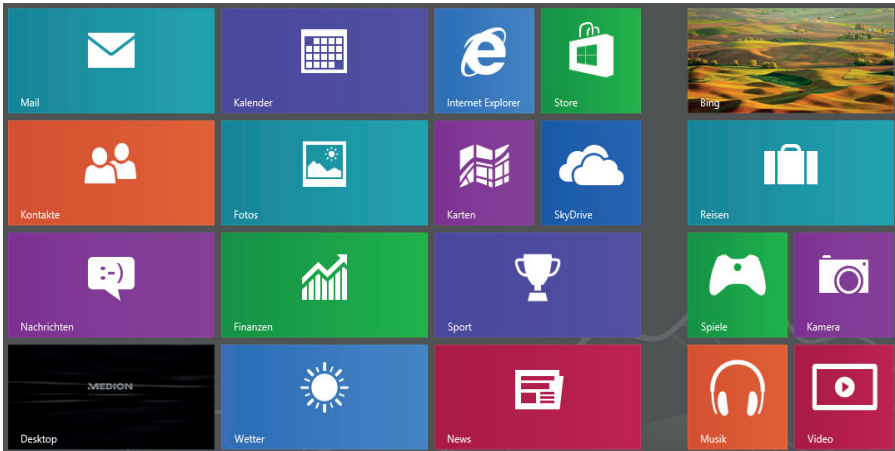 Mail
Kalender
Internet Explorer
Store
Bing
Kontakte
Fotos
Karten
SkyDrive
Reisen
:-)
Nachrichten
Finanzen
Sport
Spiele
Kamera
MEDION
Desktop
Wetter
News
Musik
Video